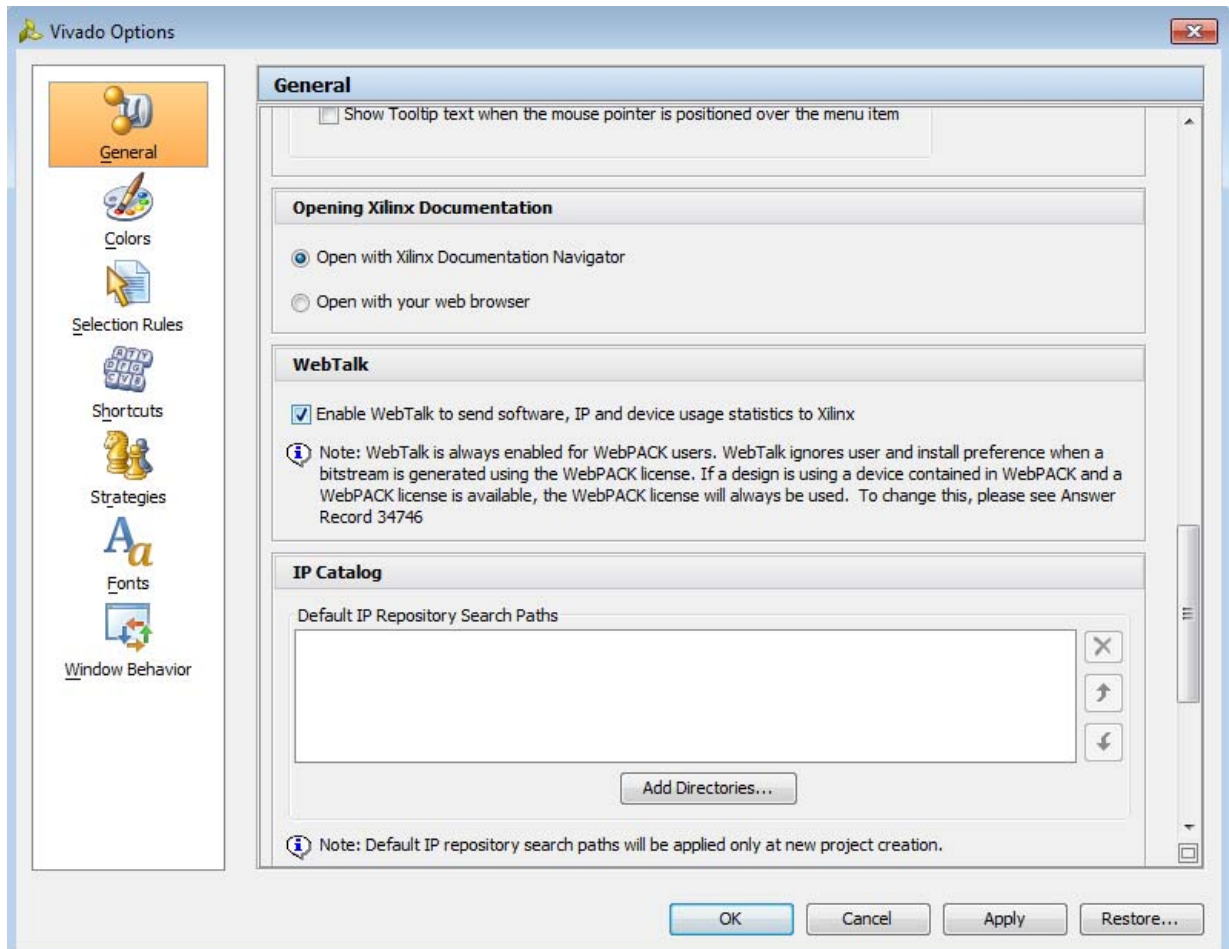 Vivado Options
General
Colors
Selection Rules
Shortcuts
Strategies
Fonts
Window Behavior
General
Show Tooltip text when the mouse pointer is positioned over the menu item
Opening Xilinx Documentation
Open with Xilinx Documentation Navigator
Open with your web browser
WebTalk
Enable WebTalk to send software, IP and device usage statistics to Xilinx
Note: WebTalk is always enabled for WebPACK users. WebTalk ignores user and install preference when a
bitstream is generated using the WebPACK license. If a design is using a device contained in WebPACK and a
WebPACK license is available, the WebPACK license will always be used.  To change this, please see Answer
Record 34746
IP Catalog
Default IP Repository Search Paths
Add Directories...
Note: Default IP repository search paths will be applied only at new project creation.
OK
Cancel
Apply
Restore...